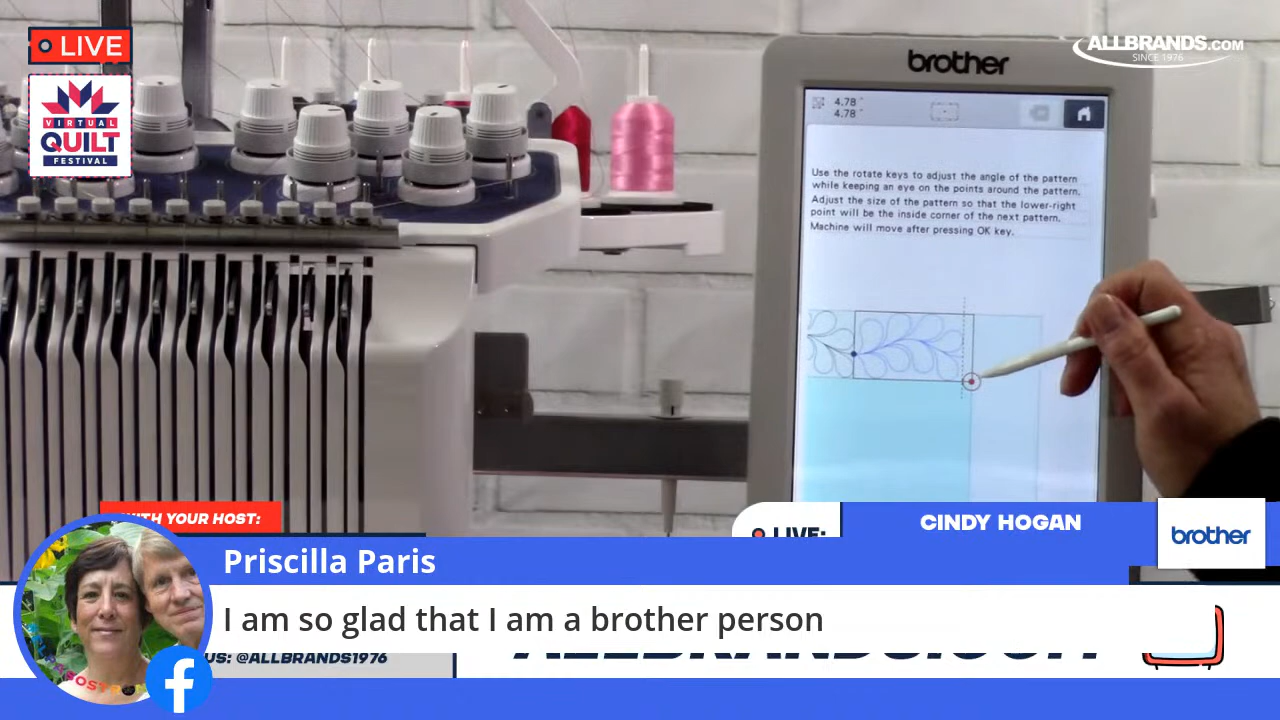 LIVE
VIRTUAL
QUILT
FESTIVAL
ALLBRANDS.COM
SINCE 1976
brother
4.78"
4.78"
Use the rotate keys to adjust the angle of the pattern
while keeping an eye on the points around the pattern.
Adjust the size of the pattern so that the lower-right
point will be the inside corner of the next pattern.
Machine will move after pressing OK key.
WITH YOUR HOST:
LIVE:
CINDY HOGAN
brother
Priscilla Paris
I am so glad that I am a brother person
US: @ALLBRANDS1976
ALLBRANDS.COM